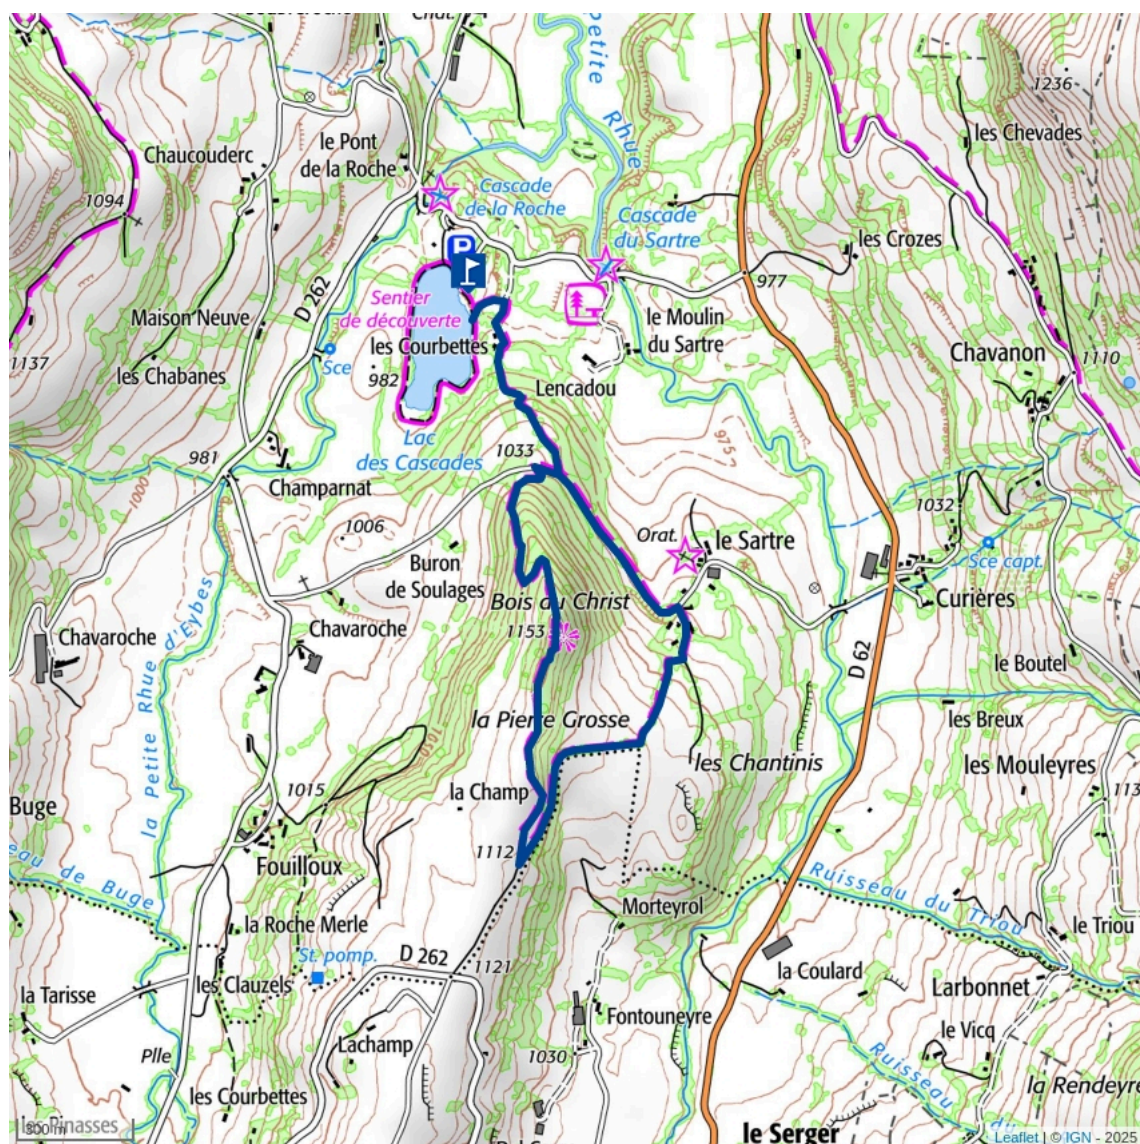 Petite
Rhue
1236
les Chevades
le Pont
de la Roche
Chaucouderc
Cascade
de la Roche
1094
Cascade
du Sartre
les Crozes
P
977
D 262
Sentier
de découverte
Maison Neuve
le Moulin
du Sartre
les Courbettes
1137
Sce
982
les Chabanes
Chavanon
1110
Lencadou
Lac
des Cascades
1033
975
981
1000
Champarnat
1006
1032
Orat.
le Sartre
Buron
de Soulages
Sce capt.
Bois du Christ
Curières
Chavaroche
Chavaroche
1153
la Petite Rhue d'Eybes
D 62
le Boutel
la Pierre Grosse
les Breux
les Chantinis
les Mouleyres
1015
la Champ
Buge
113
1112
Fouilloux
eau de Buge
Ruisseau du Triou
Morteyrol
la Roche Merle
le Triou
St. pomp.
D 262
1121
la Coulard
les Clauzels
la Tarisse
Larbonnet
Fontouneyre
le Vicq
Lachamp
Plle
1030
Ruisseau
les Courbettes
la Rendeyre
du
300 m
les Pinasses
le Serger
Leaflet | © IGN - 2025